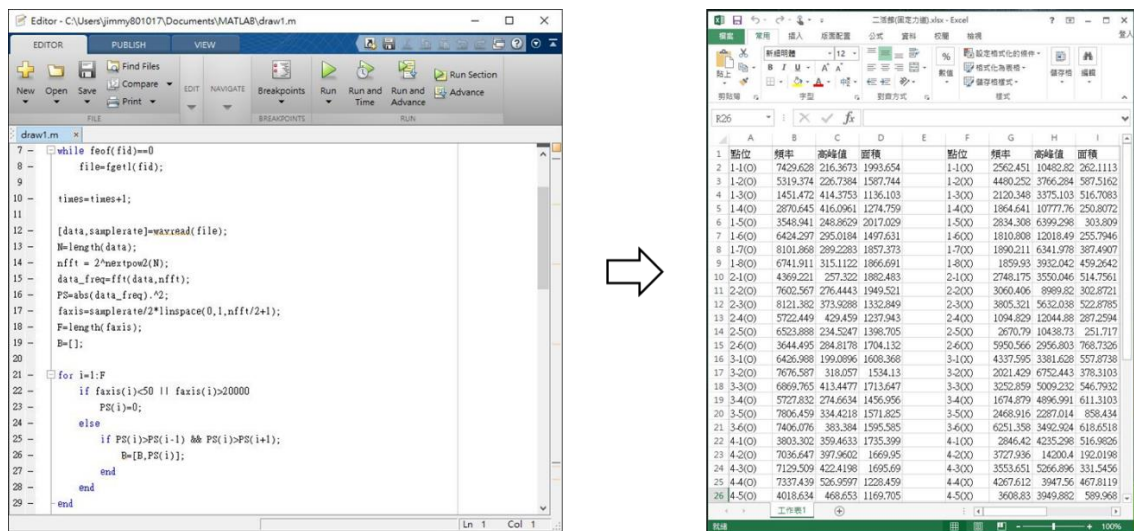 Editor - C:\Users\jimmy801017\Documents\MATLAB\draw1.m
EDITOR PUBLISH VIEW
New Open Save Find Files Compare Print EDIT NAVIGATE Breakpoints Run Run and Time Run and Advance Run Section Advance
FILE BREAKPOINTS RUN
draw1.m ×
7 - while feof(fid)==0
8 - file=fgetl(fid);
9
10 - times=times+1;
11
12 - [data,samplerate]=wavread(file);
13 - N=length(data);
14 - nfft = 2^nextpow2(N);
15 - data_freq=fft(data,nfft);
16 - PS=abs(data_freq).^2;
17 - faxis=samplerate/2*linspace(0,1,nfft/2+1);
18 - F=length(faxis);
19 - B=[];
20
21 - for i=1:F
22 - if faxis(i)<50 || faxis(i)>20000
23 - PS(i)=0;
24 - else
25 - if PS(i)>PS(i-1) && PS(i)>PS(i+1);
26 - B=[B,PS(i)];
27 - end
28 - end
29 - end
Ln 1 Col 1
(固定力道).xlsx - Excel
檔案 常用 插入 版面配置 公式 資料 校閱 檢視 登入
貼上 新細明體 12 B I U % 數值 設定格式化的條件 格式化為表格 儲存格樣式 儲存格 編輯
剪貼簿 字型 對齊方式 樣式
R26 fx
A B C D E F G H I
1 點位 頻率 高峰值 面積 點位 頻率 高峰值 面積
2 1-1(O) 7429.628 216.3673 1993.654 1-1(X) 2562.451 10482.82 262.1113
3 1-2(O) 5319.374 226.7384 1587.744 1-2(X) 4480.252 3766.284 587.5162
4 1-3(O) 1451.472 414.3753 1136.103 1-3(X) 2120.348 3375.103 516.7083
5 1-4(O) 2870.645 416.0961 1274.759 1-4(X) 1864.641 10777.76 250.8072
6 1-5(O) 3548.941 248.8629 2017.029 1-5(X) 2834.308 6399.298 303.809
7 1-6(O) 6424.297 295.0184 1497.631 1-6(X) 1810.808 12018.49 255.7946
8 1-7(O) 8101.868 289.2283 1857.373 1-7(X) 1890.211 6341.978 387.4907
9 1-8(O) 6741.911 315.1122 1866.691 1-8(X) 1859.93 3932.042 459.2642
10 2-1(O) 4369.221 257.322 1882.483 2-1(X) 2748.175 3550.046 514.7561
11 2-2(O) 7602.567 276.4443 1949.521 2-2(X) 3060.406 8989.82 302.8721
12 2-3(O) 8121.382 373.9288 1332.849 2-3(X) 3805.321 5632.038 522.8785
13 2-4(O) 5722.449 429.459 1237.943 2-4(X) 1094.829 12044.88 287.2594
14 2-5(O) 6523.888 234.5247 1398.705 2-5(X) 2670.79 10438.73 251.717
15 2-6(O) 3644.495 284.8178 1704.132 2-6(X) 5950.566 2956.803 768.7326
16 3-1(O) 6426.988 199.0896 1608.368 3-1(X) 4337.595 3381.628 557.8738
17 3-2(O) 7676.587 318.057 1534.13 3-2(X) 2021.429 6752.443 378.3103
18 3-3(O) 6869.765 413.4477 1713.647 3-3(X) 3252.859 5009.232 546.7932
19 3-4(O) 5727.832 274.6634 1456.956 3-4(X) 1674.879 4896.991 611.3103
20 3-5(O) 7806.459 334.4218 1571.825 3-5(X) 2468.916 2287.014 858.434
21 3-6(O) 7406.076 383.384 1595.585 3-6(X) 6251.358 3492.924 618.6518
22 4-1(O) 3803.302 359.4633 1735.399 4-1(X) 2846.42 4235.298 516.9826
23 4-2(O) 7036.647 397.9602 1669.95 4-2(X) 3727.936 14200.4 192.0198
24 4-3(O) 7129.509 422.4198 1695.69 4-3(X) 3553.651 5266.896 331.5456
25 4-4(O) 7337.439 526.9597 1228.459 4-4(X) 4267.612 3947.56 467.8119
26 4-5(O) 4018.634 468.653 1169.705 4-5(X) 3608.83 3949.882 589.968
工作表1
就緒 100%